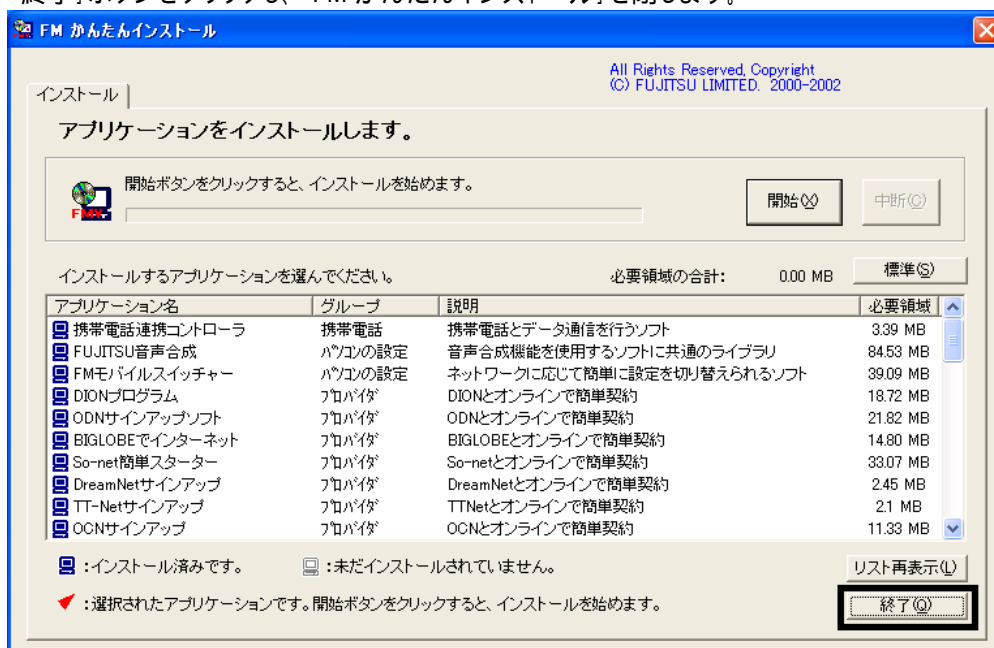 終了」ボタンをクリックし、「FM かんたんインストール」を閉じます。
FM かんたんインストール
All Rights Reserved, Copyright
(C) FUJITSU LIMITED. 2000-2002
インストール
アプリケーションをインストールします。
開始ボタンをクリックすると、インストールを始めます。
開始(X) 中断(C)
FMV
インストールするアプリケーションを選んでください。 必要領域の合計: 0.00 MB 標準(S)
アプリケーション名 グループ 説明 必要領域
携帯電話連携コントローラ 携帯電話 携帯電話とデータ通信を行うソフト 3.39 MB
FUJITSU音声合成 パソコンの設定 音声合成機能を使用するソフトに共通のライブラリ 84.53 MB
FMモバイルスイッチャー パソコンの設定 ネットワークに応じて簡単に設定を切り替えられるソフト 39.09 MB
DIONプログラム プロバイダ DIONとオンラインで簡単契約 18.72 MB
ODNサインアップソフト プロバイダ ODNとオンラインで簡単契約 21.82 MB
BIGLOBEでインターネット プロバイダ BIGLOBEとオンラインで簡単契約 14.80 MB
So-net簡単スターター プロバイダ So-netとオンラインで簡単契約 33.07 MB
DreamNetサインアップ プロバイダ DreamNetとオンラインで簡単契約 2.45 MB
TT-Netサインアップ プロバイダ TTNetとオンラインで簡単契約 2.1 MB
OCNサインアップ プロバイダ OCNとオンラインで簡単契約 11.33 MB
:インストール済みです。 :未だインストールされていません。 リスト再表示(L)
:選択されたアプリケーションです。開始ボタンをクリックすると、インストールを始めます。 終了(Q)